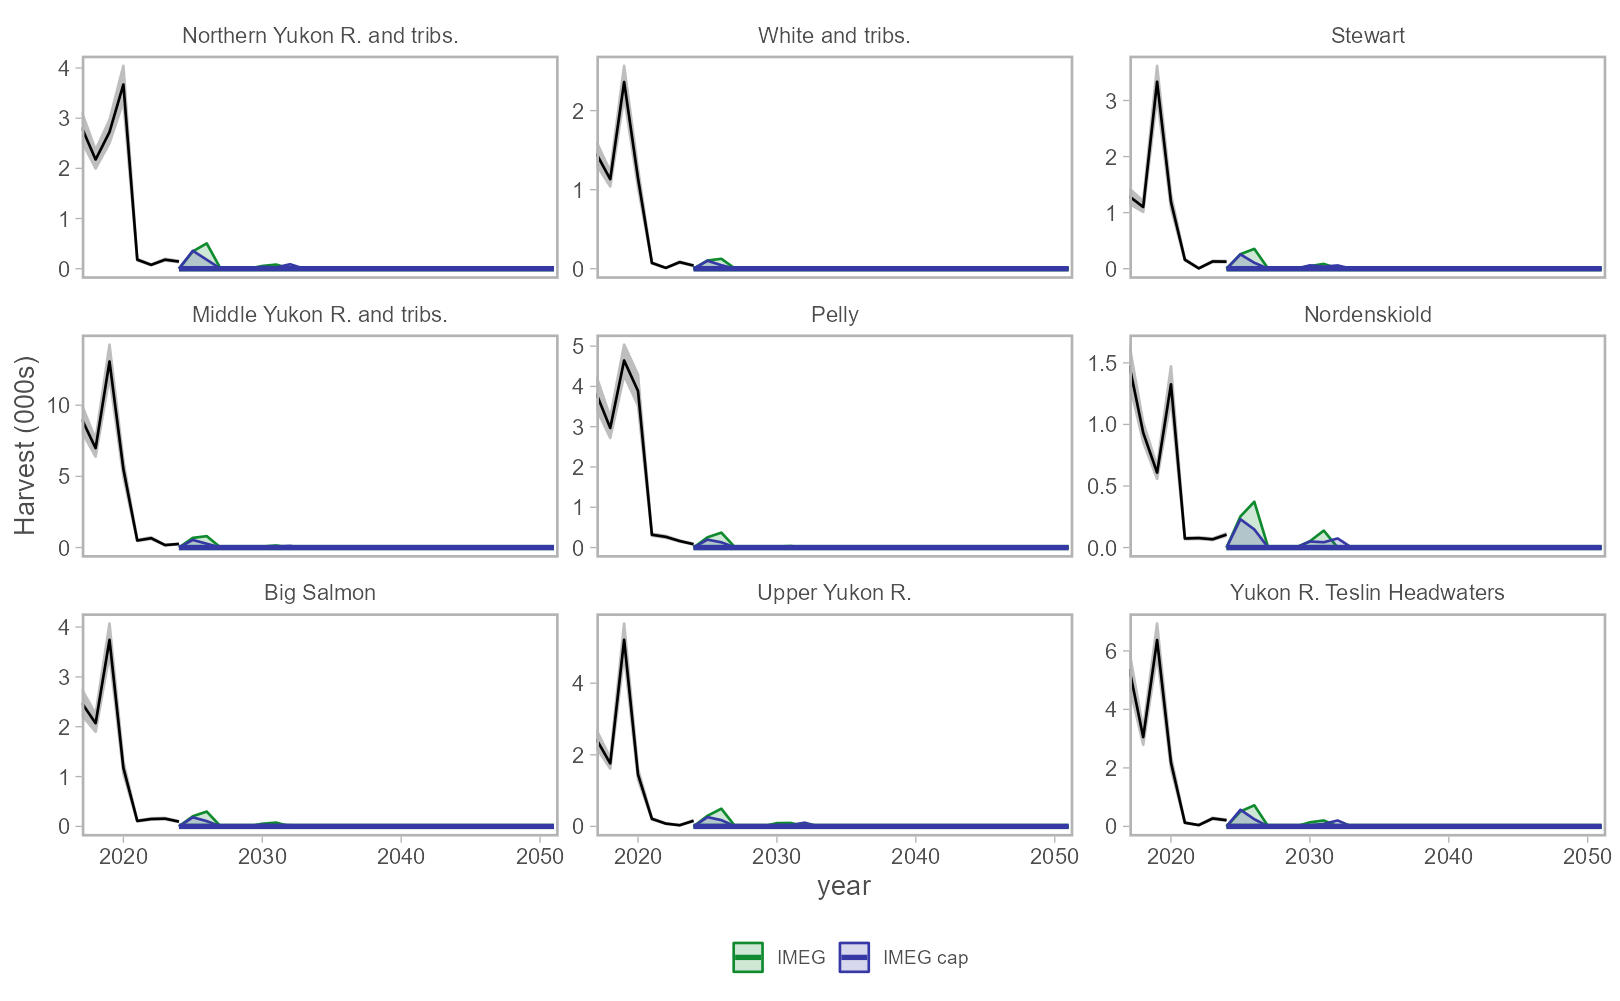 Northern Yukon R. and tribs.
White and tribs.
Stewart
4
3
2
1
0
2
1
0
3
2
1
0
Middle Yukon R. and tribs.
Pelly
Nordenskiold
Harvest (000s)
10
5
0
5
4
3
2
1
0
1.5
1.0
0.5
0.0
Big Salmon
Upper Yukon R.
Yukon R. Teslin Headwaters
4
3
2
1
0
4
2
0
6
4
2
0
2020 2030 2040 2050
2020 2030 2040 2050
2020 2030 2040 2050
year
IMEG IMEG cap